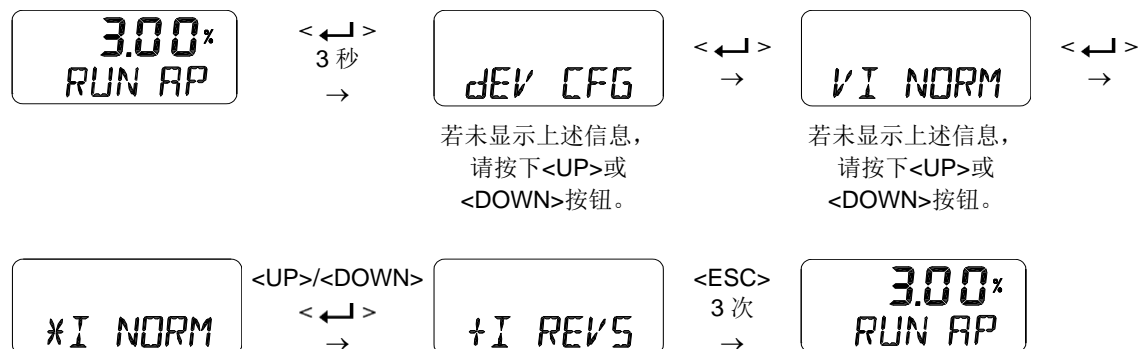 3.00%
RUN AP
< ↵ >
3 秒
→
dEV CFG
若未显示上述信息，
请按下<UP>或
<DOWN>按钮。
< ↵ >
→
VI NORM
若未显示上述信息，
请按下<UP>或
<DOWN>按钮。
< ↵ >
→
*I NORM
<UP>/<DOWN>
< ↵ >
→
+I REVS
<ESC>
3 次
→
3.00%
RUN AP